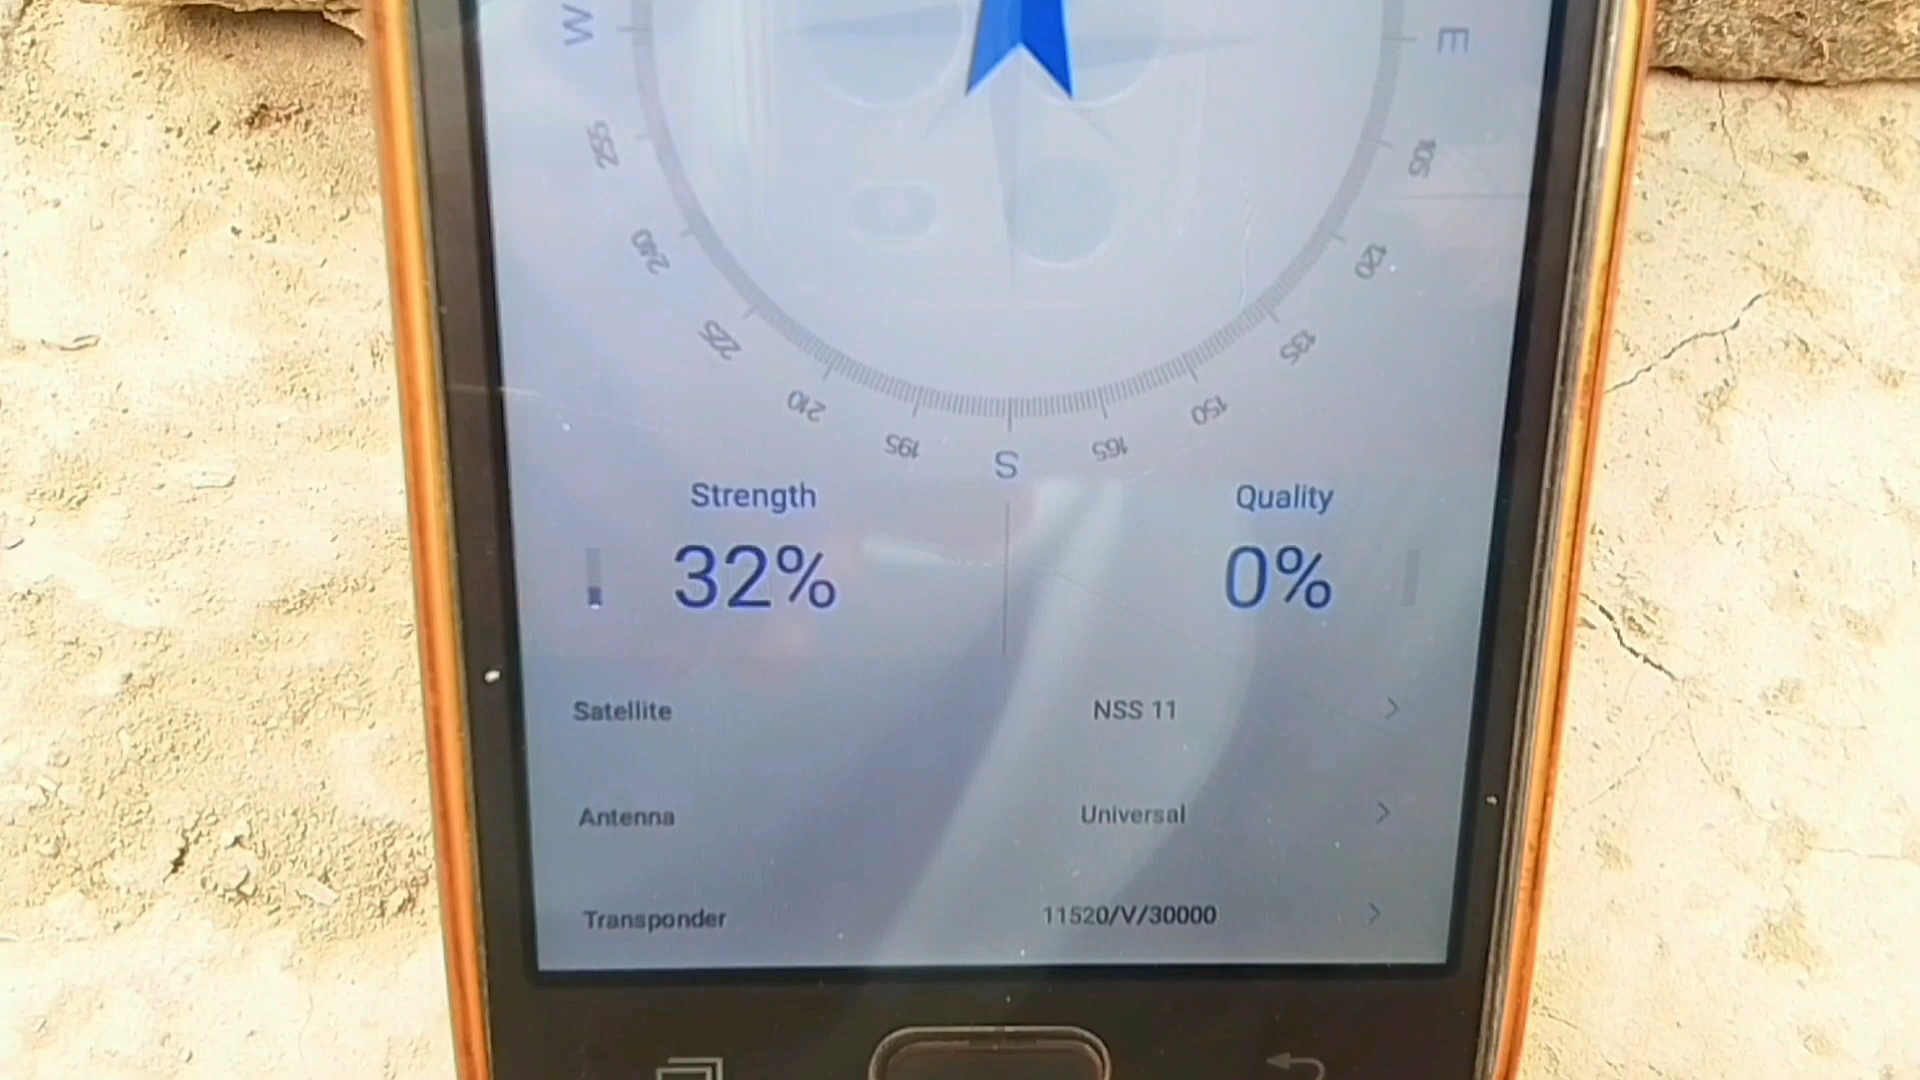 W E
255 105
240 120
225 135
210 150
195 165
S
Strength Quality
32% 0%
Satellite NSS 11
Antenna Universal
Transponder 11520/V/30000